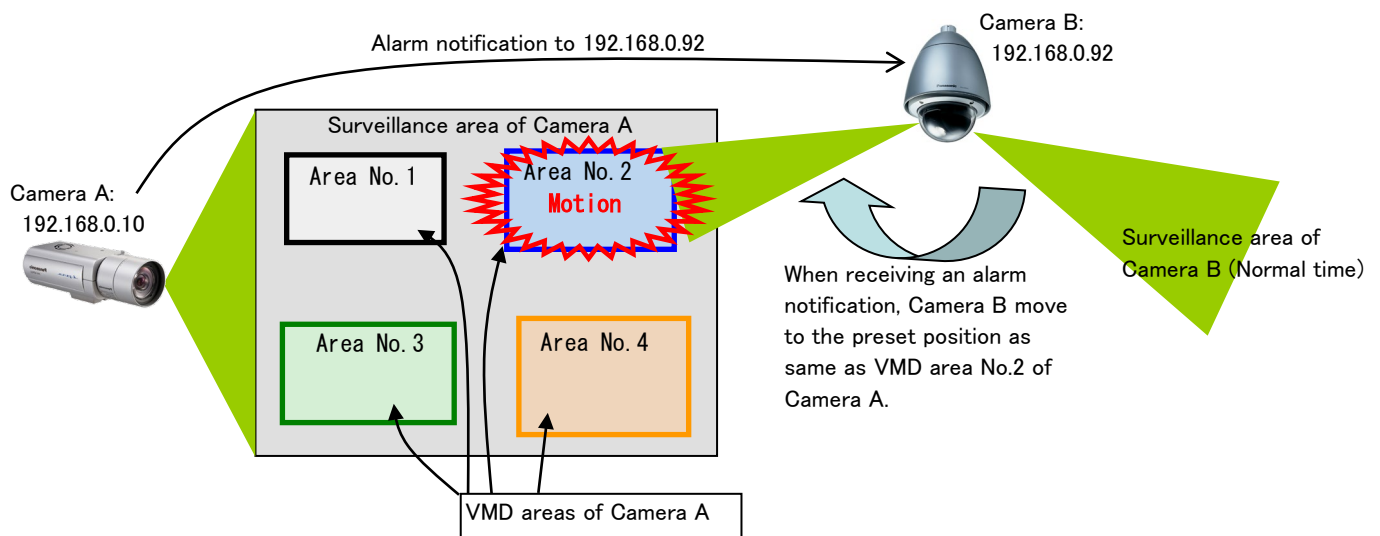 Camera B:
192.168.0.92
Alarm notification to 192.168.0.92
Surveillance area of Camera A
Area No.1
Area No.2
Motion
Camera A:
192.168.0.10
Surveillance area of
Camera B (Normal time)
When receiving an alarm
notification, Camera B move
to the preset position as
same as VMD area No.2 of
Camera A.
Area No.3
Area No.4
VMD areas of Camera A